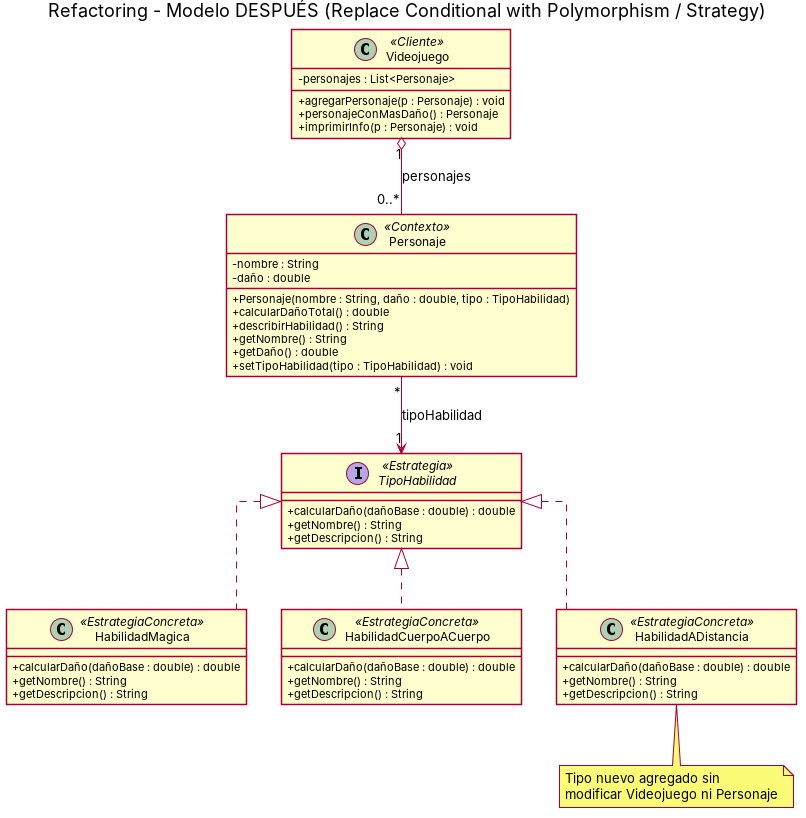 Refactoring - Modelo DESPUÉS (Replace Conditional with Polymorphism / Strategy)
C
«Cliente»
Videojuego
-personajes : List<Personaje>
+agregarPersonaje(p : Personaje) : void
+personajeConMasDaño() : Personaje
+imprimirInfo(p : Personaje) : void
1
personajes
0..*
C
«Contexto»
Personaje
-nombre : String
-daño : double
+Personaje(nombre : String, daño : double, tipo : TipoHabilidad)
+calcularDañoTotal() : double
+describirHabilidad() : String
+getNombre() : String
+getDaño() : double
+setTipoHabilidad(tipo : TipoHabilidad) : void
*
tipoHabilidad
1
I
«Estrategia»
TipoHabilidad
+calcularDaño(dañoBase : double) : double
+getNombre() : String
+getDescripcion() : String
C
«EstrategiaConcreta»
HabilidadMagica
+calcularDaño(dañoBase : double) : double
+getNombre() : String
+getDescripcion() : String
C
«EstrategiaConcreta»
HabilidadCuerpoACuerpo
+calcularDaño(dañoBase : double) : double
+getNombre() : String
+getDescripcion() : String
C
«EstrategiaConcreta»
HabilidadADistancia
+calcularDaño(dañoBase : double) : double
+getNombre() : String
+getDescripcion() : String
Tipo nuevo agregado sin
modificar Videojuego ni Personaje